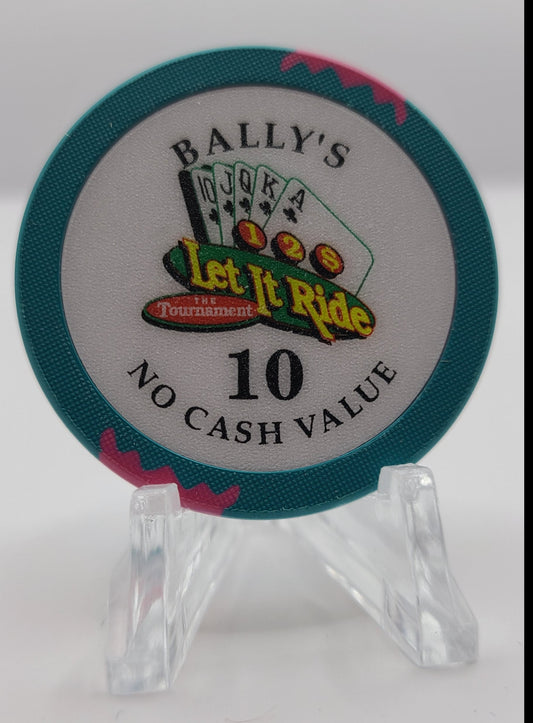 BALLY'S
10 J Q K A
1 2 $
Let It Ride
THE
Tournament
10
NO CASH VALUE